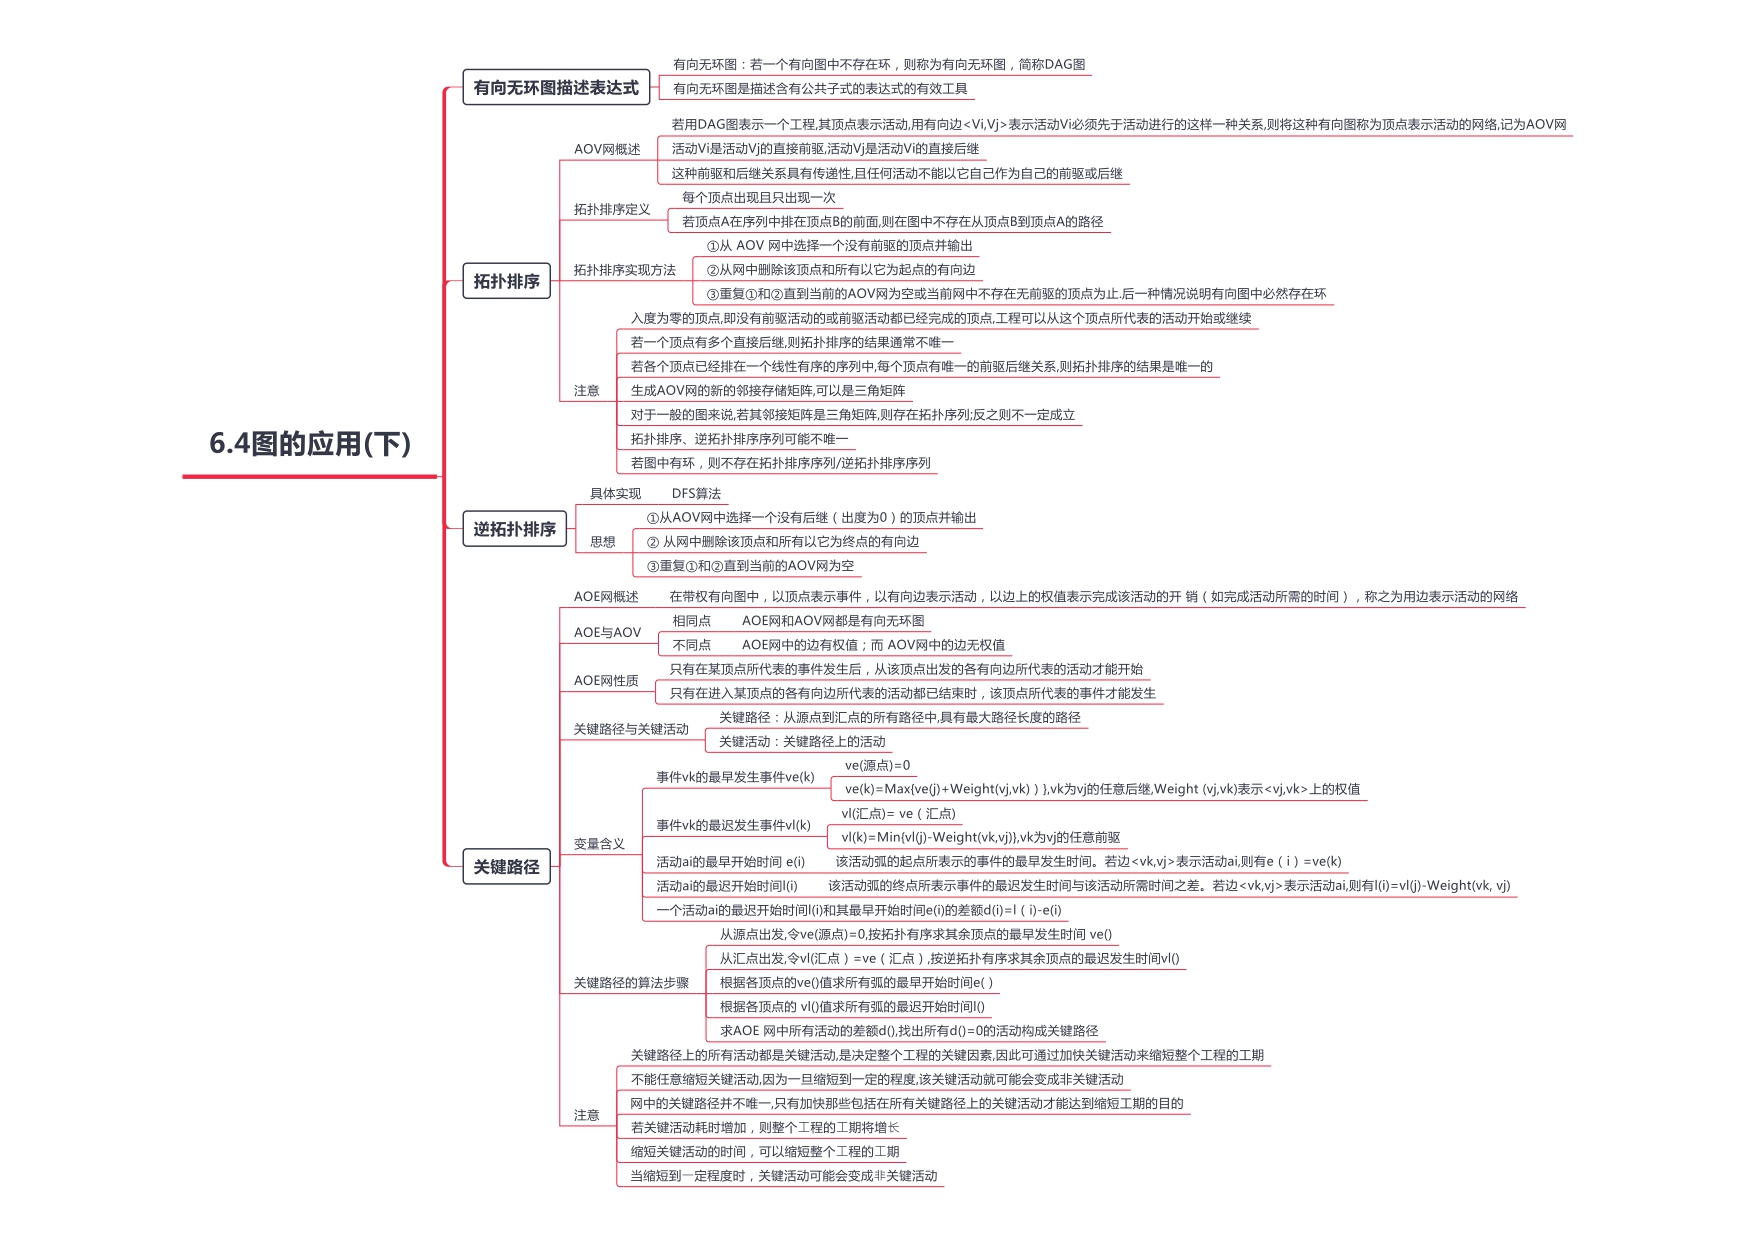 6.4图的应用(下)
有向无环图描述表达式
有向无环图：若一个有向图中不存在环，则称为有向无环图，简称DAG图
有向无环图是描述含有公共子式的表达式的有效工具
拓扑排序
AOV网概述
若用DAG图表示一个工程,其顶点表示活动,用有向边<Vi,Vj>表示活动Vi必须先于活动进行的这样一种关系,则将这种有向图称为顶点表示活动的网络,记为AOV网
活动Vi是活动Vj的直接前驱,活动Vj是活动Vi的直接后继
这种前驱和后继关系具有传递性,且任何活动不能以它自己作为自己的前驱或后继
拓扑排序定义
每个顶点出现且只出现一次
若顶点A在序列中排在顶点B的前面,则在图中不存在从顶点B到顶点A的路径
拓扑排序实现方法
①从 AOV 网中选择一个没有前驱的顶点并输出
②从网中删除该顶点和所有以它为起点的有向边
③重复①和②直到当前的AOV网为空或当前网中不存在无前驱的顶点为止.后一种情况说明有向图中必然存在环
注意
入度为零的顶点,即没有前驱活动的或前驱活动都已经完成的顶点,工程可以从这个顶点所代表的活动开始或继续
若一个顶点有多个直接后继,则拓扑排序的结果通常不唯一
若各个顶点已经排在一个线性有序的序列中,每个顶点有唯一的前驱后继关系,则拓扑排序的结果是唯一的
生成AOV网的新的邻接存储矩阵,可以是三角矩阵
对于一般的图来说,若其邻接矩阵是三角矩阵,则存在拓扑序列;反之则不一定成立
拓扑排序、逆拓扑排序序列可能不唯一
若图中有环，则不存在拓扑排序序列/逆拓扑排序序列
逆拓扑排序
具体实现 DFS算法
思想
①从AOV网中选择一个没有后继（出度为0）的顶点并输出
② 从网中删除该顶点和所有以它为终点的有向边
③重复①和②直到当前的AOV网为空
关键路径
AOE网概述 在带权有向图中，以顶点表示事件，以有向边表示活动，以边上的权值表示完成该活动的开 销（如完成活动所需的时间），称之为用边表示活动的网络
AOE与AOV
相同点 AOE网和AOV网都是有向无环图
不同点 AOE网中的边有权值；而 AOV网中的边无权值
AOE网性质
只有在某顶点所代表的事件发生后，从该顶点出发的各有向边所代表的活动才能开始
只有在进入某顶点的各有向边所代表的活动都已结束时，该顶点所代表的事件才能发生
关键路径与关键活动
关键路径：从源点到汇点的所有路径中,具有最大路径长度的路径
关键活动：关键路径上的活动
变量含义
事件vk的最早发生事件ve(k)
ve(源点)=0
ve(k)=Max{ve(j)+Weight(vj,vk)）},vk为vj的任意后继,Weight (vj,vk)表示<vj,vk>上的权值
事件vk的最迟发生事件vl(k)
vl(汇点)= ve（汇点)
vl(k)=Min{vl(j)-Weight(vk,vj)},vk为vj的任意前驱
活动ai的最早开始时间 e(i) 该活动弧的起点所表示的事件的最早发生时间。若边<vk,vj>表示活动ai,则有e（i）=ve(k)
活动ai的最迟开始时间l(i) 该活动弧的终点所表示事件的最迟发生时间与该活动所需时间之差。若边<vk,vj>表示活动ai,则有l(i)=vl(j)-Weight(vk, vj)
一个活动ai的最迟开始时间l(i)和其最早开始时间e(i)的差额d(i)=l（i)-e(i)
关键路径的算法步骤
从源点出发,令ve(源点)=0,按拓扑有序求其余顶点的最早发生时间 ve()
从汇点出发,令vl(汇点）=ve（汇点）,按逆拓扑有序求其余顶点的最迟发生时间vl()
根据各顶点的ve()值求所有弧的最早开始时间e( )
根据各顶点的 vl()值求所有弧的最迟开始时间l()
求AOE 网中所有活动的差额d(),找出所有d()=0的活动构成关键路径
注意
关键路径上的所有活动都是关键活动,是决定整个工程的关键因素,因此可通过加快关键活动来缩短整个工程的工期
不能任意缩短关键活动,因为一旦缩短到一定的程度,该关键活动就可能会变成非关键活动
网中的关键路径并不唯一,只有加快那些包括在所有关键路径上的关键活动才能达到缩短工期的目的
若关键活动耗时增加，则整个工程的工期将增长
缩短关键活动的时间，可以缩短整个工程的工期
当缩短到一定程度时，关键活动可能会变成非关键活动